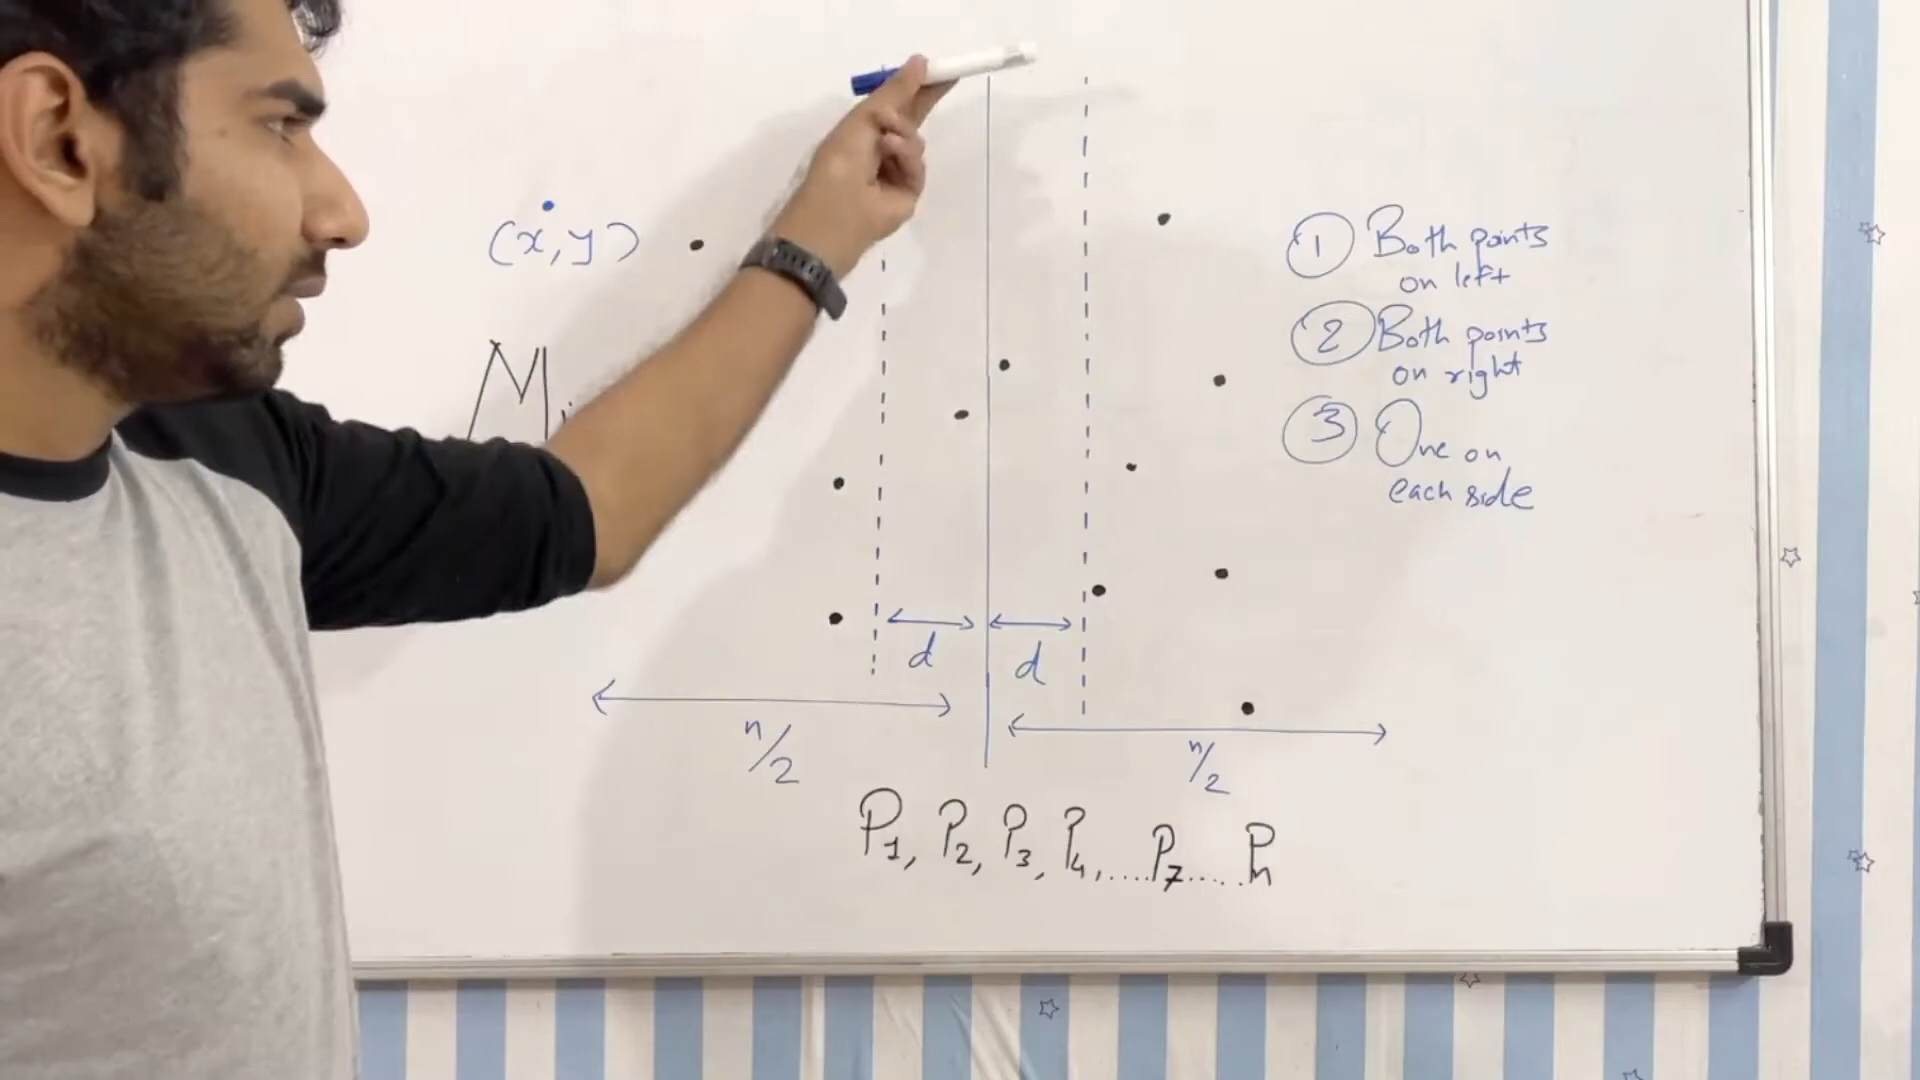 (x,y)
① Both points
on left
② Both points
on right
③ One on
each side
d
d
n/2
n/2
P1, P2, P3, P4,....P7.....Pn